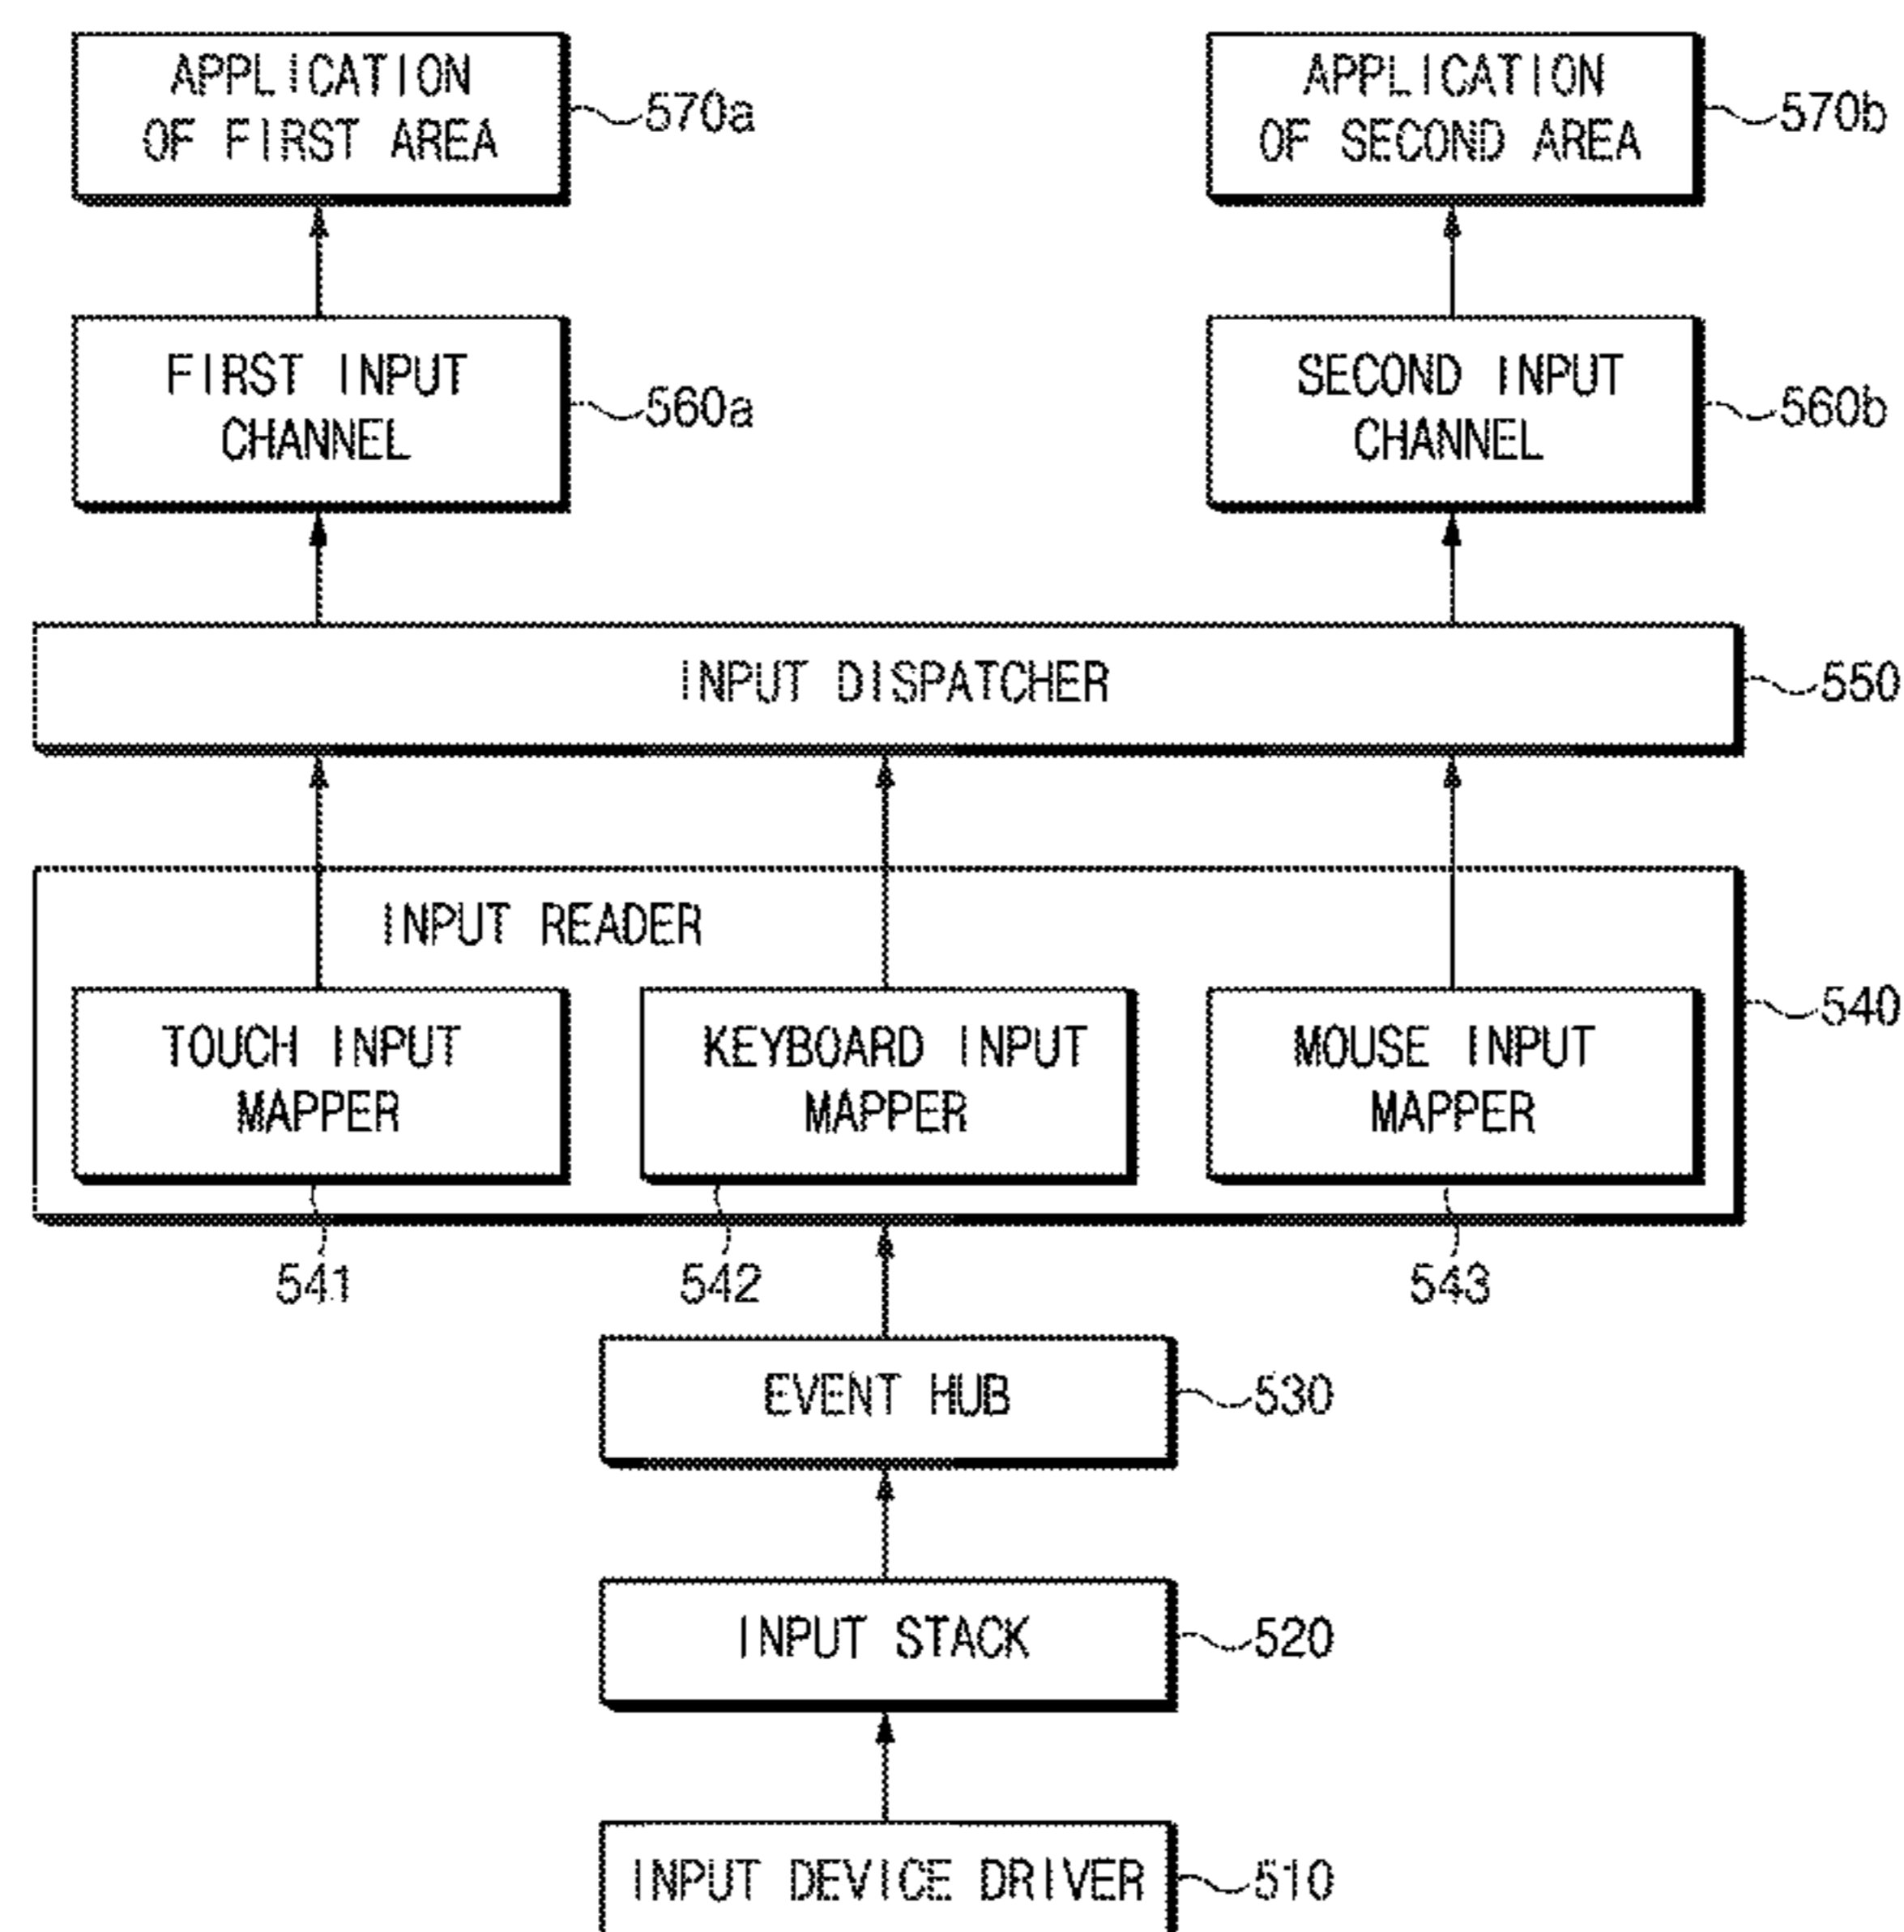 APPLICATION
OF FIRST AREA
570a
APPLICATION
OF SECOND AREA
570b
FIRST INPUT
CHANNEL
560a
SECOND INPUT
CHANNEL
560b
INPUT DISPATCHER
550
INPUT READER
540
TOUCH INPUT
MAPPER
KEYBOARD INPUT
MAPPER
MOUSE INPUT
MAPPER
541
542
543
EVENT HUB
530
INPUT STACK
520
INPUT DEVICE DRIVER
510